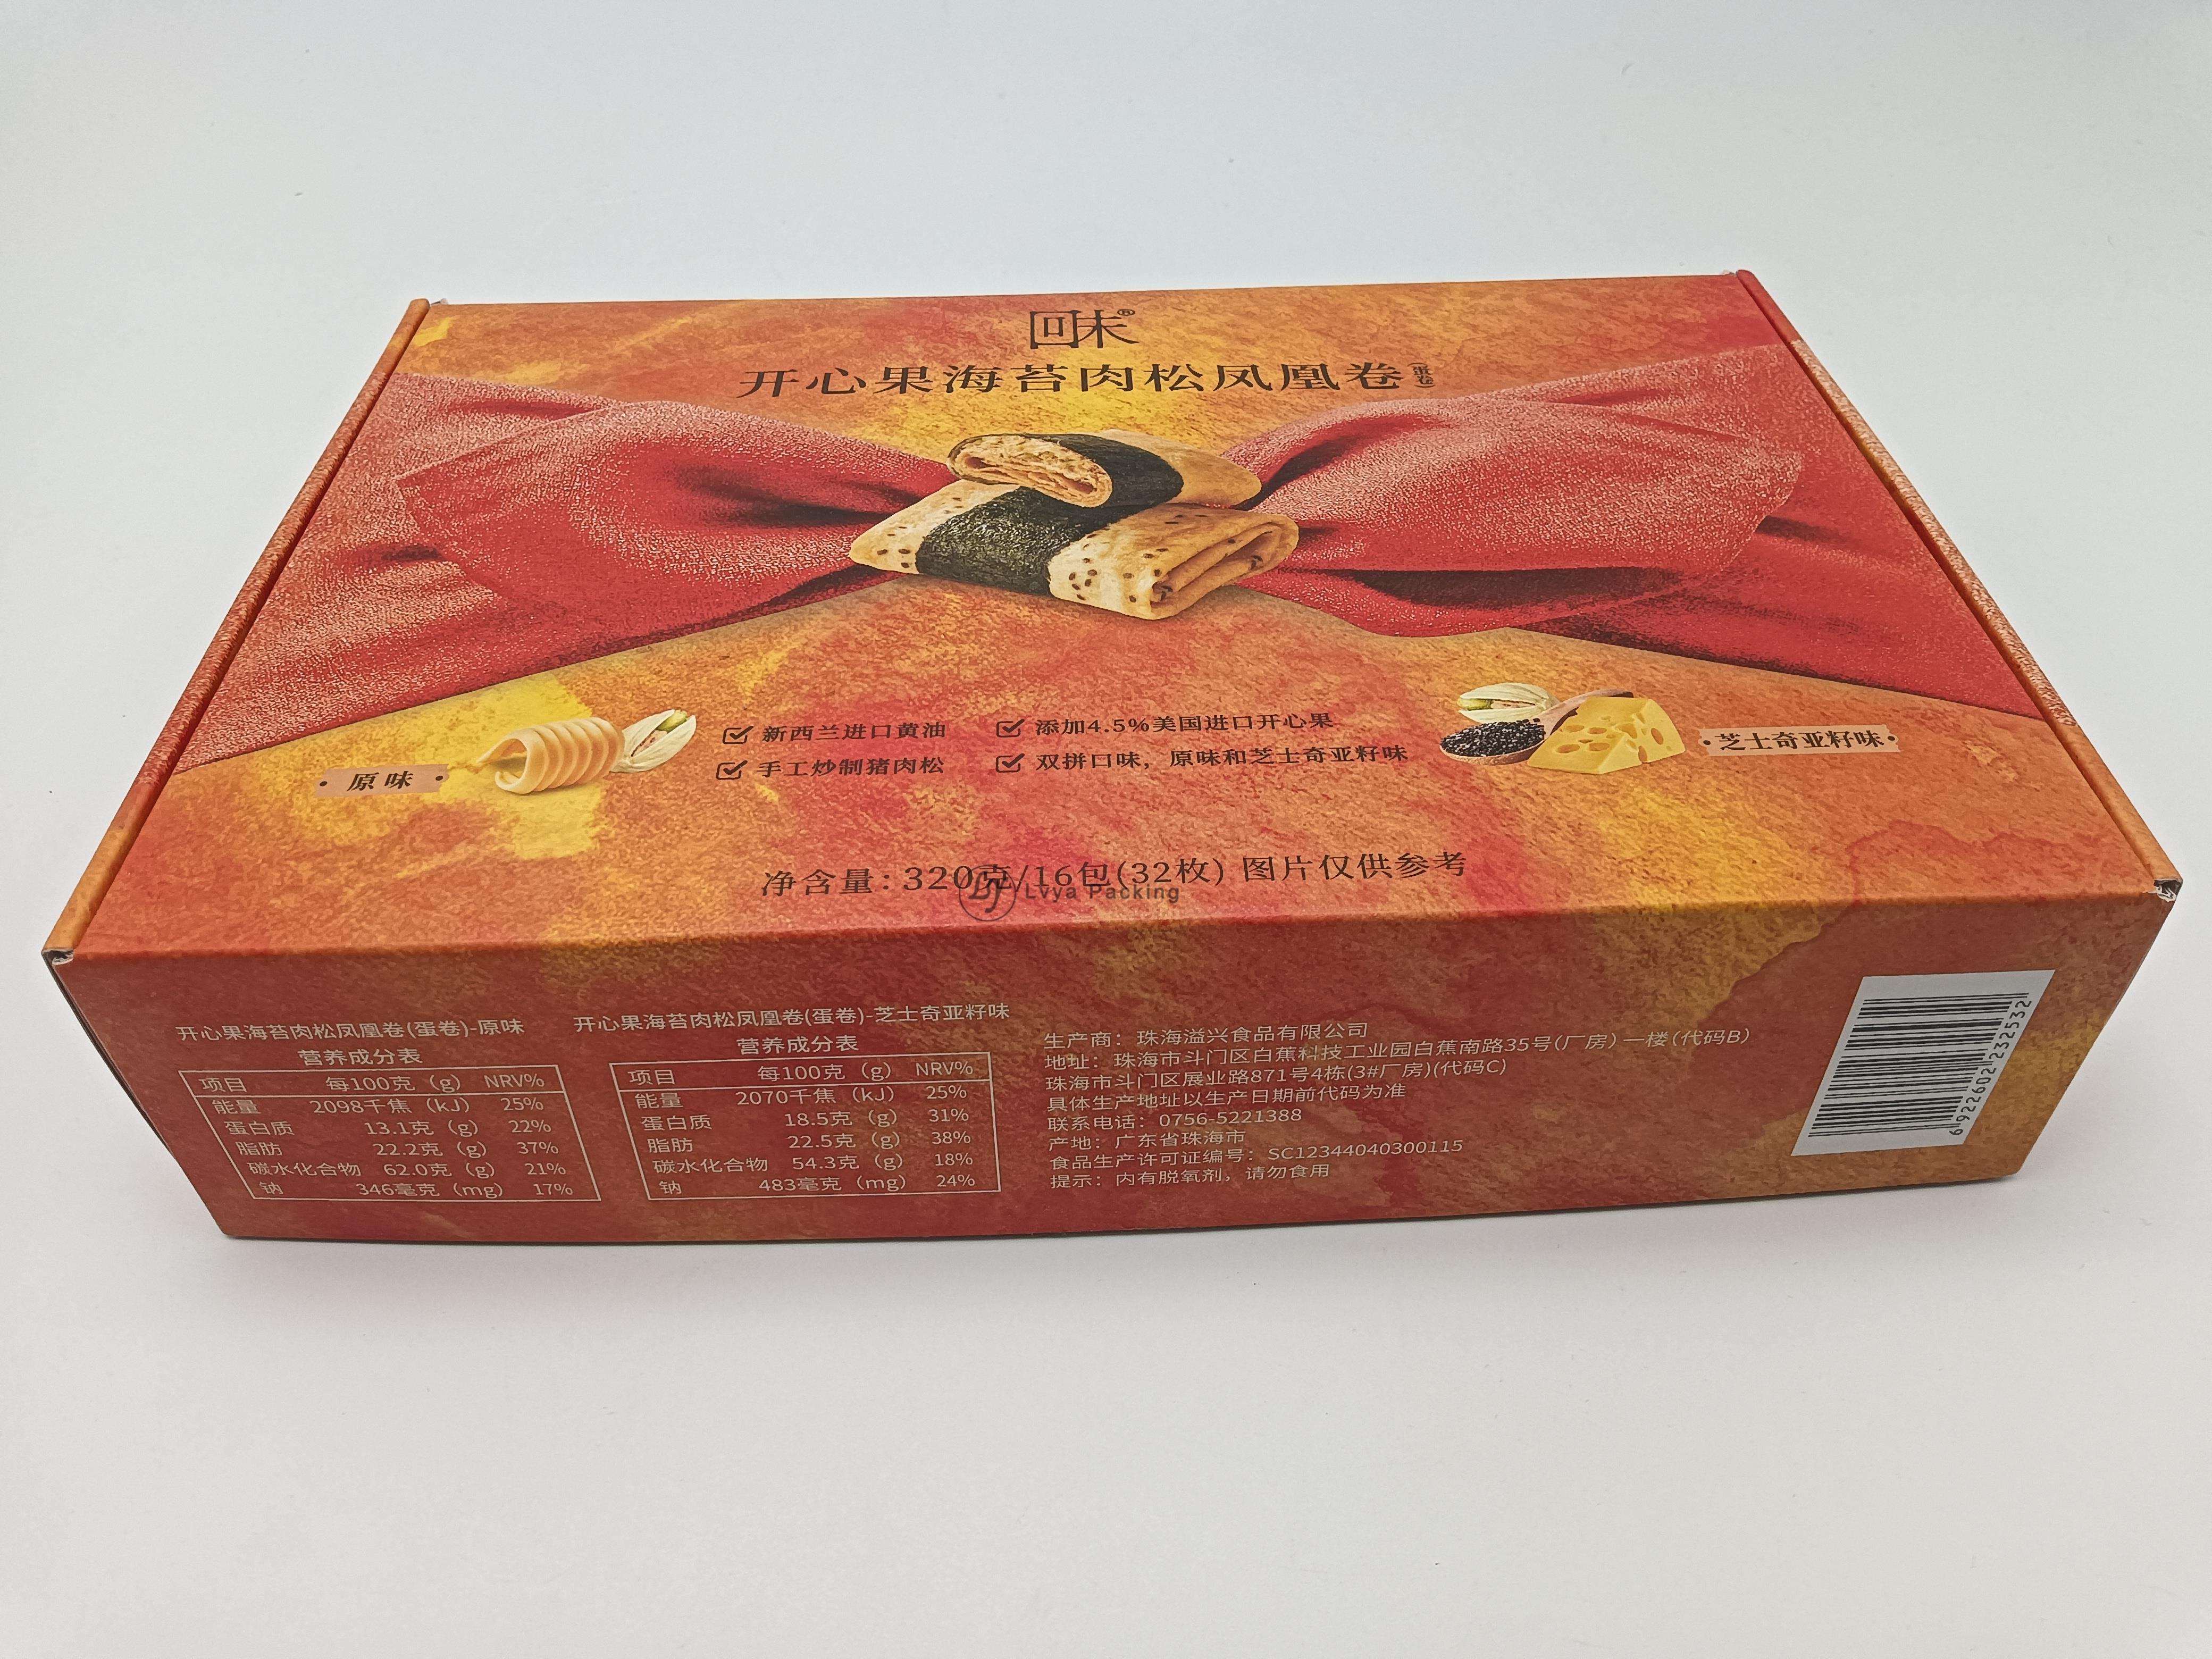 回味®
开心果海苔肉松凤凰卷(蛋卷)
新西兰进口黄油
添加4.5%美国进口开心果
手工炒制猪肉松
双拼口味，原味和芝士奇亚籽味
·原味·
·芝士奇亚籽味·
净含量：320克/16包(32枚) 图片仅供参考
Lvya Packing
开心果海苔肉松凤凰卷(蛋卷)-原味
营养成分表
项目 每100克（g） NRV%
能量 2098千焦（kJ） 25%
蛋白质 13.1克（g） 22%
脂肪 22.2克（g） 37%
碳水化合物 62.0克（g） 21%
钠 346毫克（mg） 17%
开心果海苔肉松凤凰卷(蛋卷)-芝士奇亚籽味
营养成分表
项目 每100克（g） NRV%
能量 2070千焦（kJ） 25%
蛋白质 18.5克（g） 31%
脂肪 22.5克（g） 38%
碳水化合物 54.3克（g） 18%
钠 483毫克（mg） 24%
生产商：珠海溢兴食品有限公司
地址：珠海市斗门区白蕉科技工业园白蕉南路35号(厂房)一楼(代码B)
珠海市斗门区展业路871号4栋(3#厂房)(代码C)
具体生产地址以生产日期前代码为准
联系电话：0756-5221388
产地：广东省珠海市
食品生产许可证编号：SC12344040300115
提示：内有脱氧剂，请勿食用
6922602232532